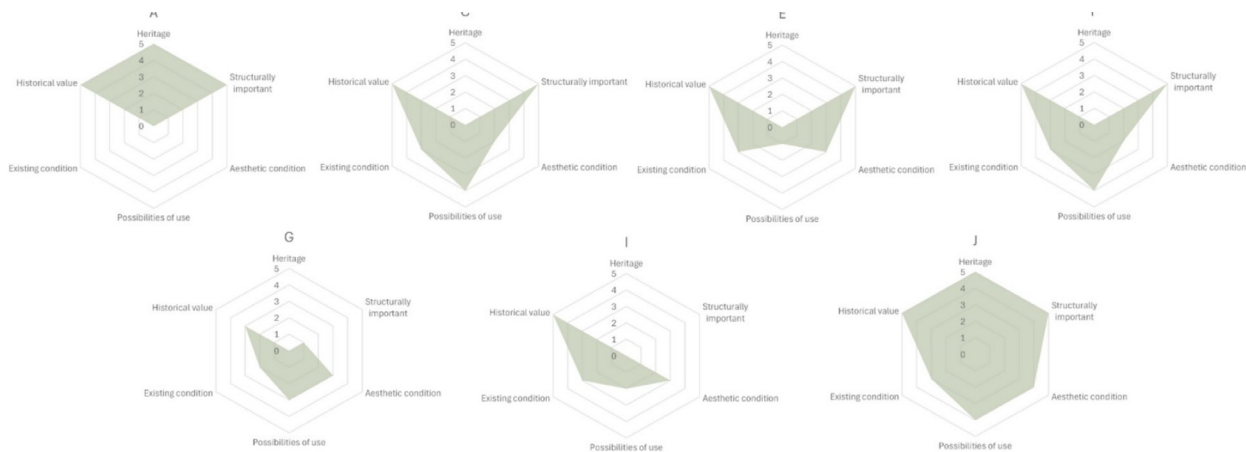 A
Heritage
5
4
3
2
1
0
Historical value
Structurally
important
Existing condition
Aesthetic condition
Possibilities of use
Heritage
5
4
3
2
1
0
Historical value
Structurally important
Existing condition
Aesthetic condition
Possibilities of use
E
Heritage
5
4
3
2
1
0
Historical value
Structurally
important
Existing condition
Aesthetic condition
Possibilities of use
Heritage
5
4
3
2
1
0
Historical value
Structurally
important
Existing condition
Aesthetic condition
Possibilities of use
G
Heritage
5
4
3
2
1
0
Historical value
Structurally
important
Existing condition
Aesthetic condition
Possibilities of use
I
Heritage
5
4
3
2
1
0
Historical value
Structurally
important
Existing condition
Aesthetic condition
Possibilities of use
J
Heritage
5
4
3
2
1
0
Historical value
Structurally
important
Existing condition
Aesthetic condition
Possibilities of use